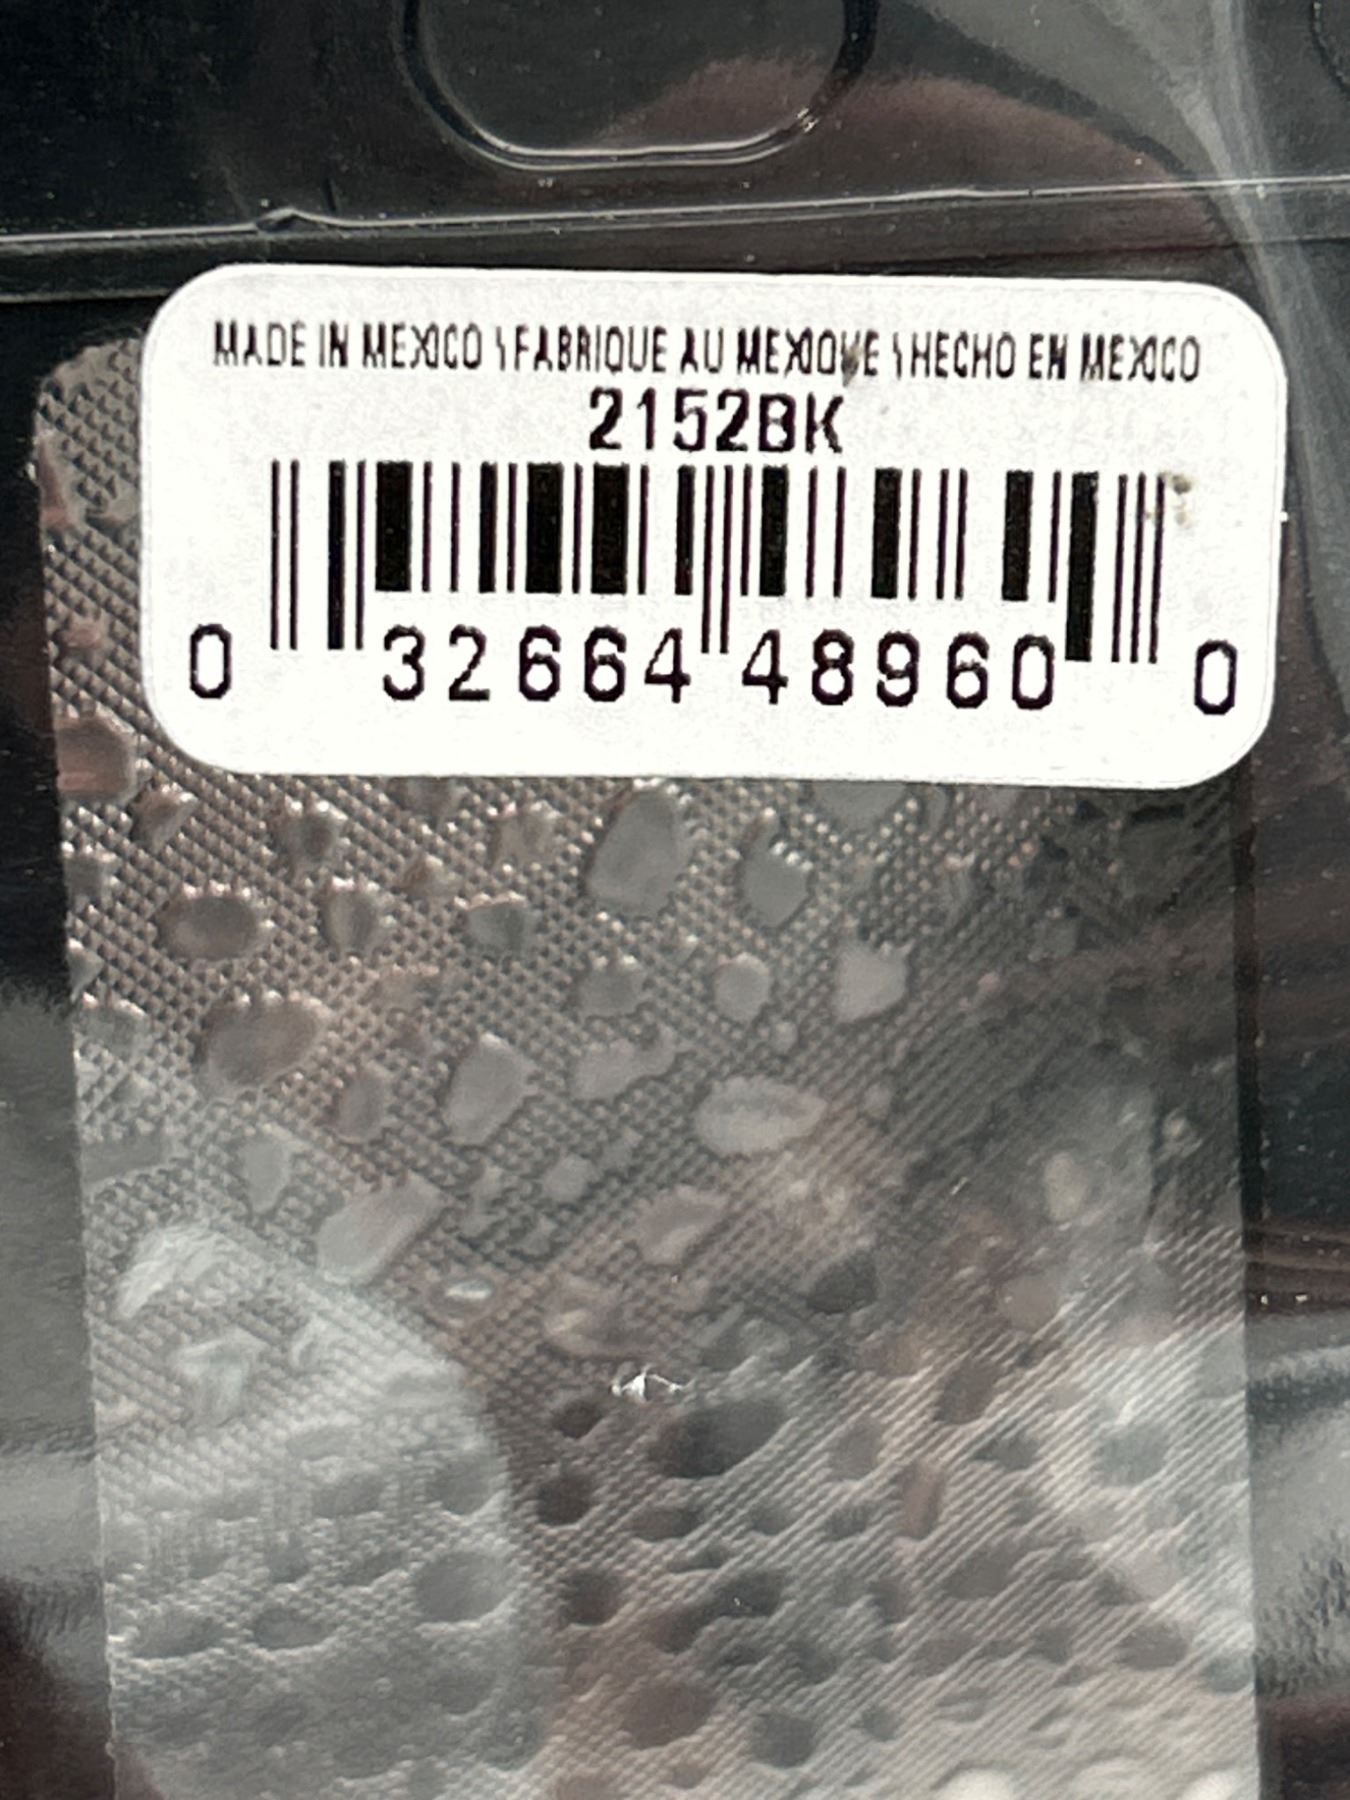 MADE IN MEXICO \ FABRIQUE AU MEXIQUE \ HECHO EN MEXICO
2152BK
0 32664 48960 0